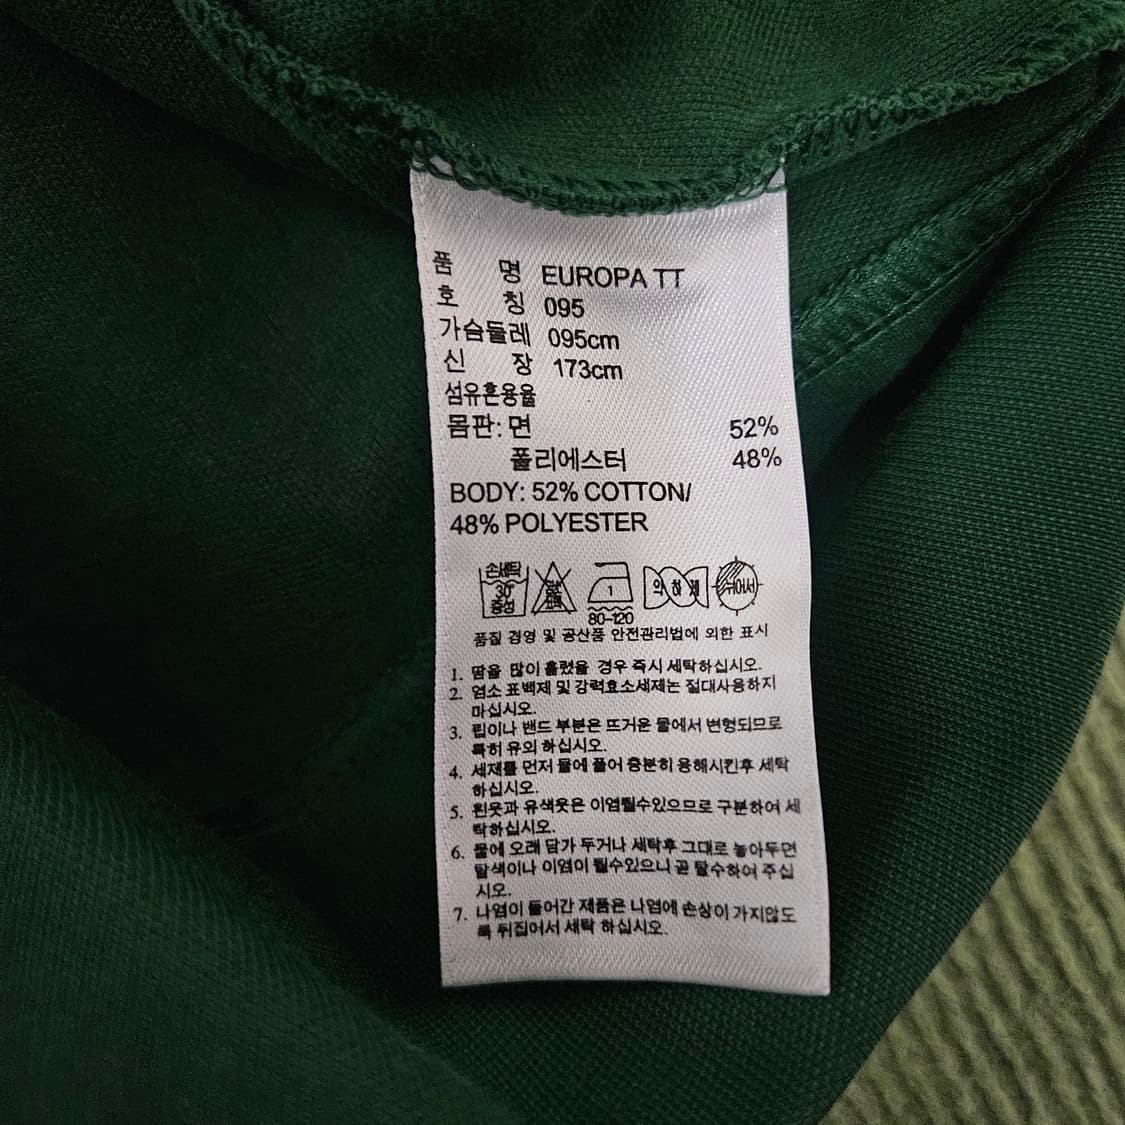 품 명 EUROPA TT
호 칭 095
가슴둘레 095cm
신 장 173cm
섬유혼용율
몸판: 면 52%
폴리에스터 48%
BODY: 52% COTTON/
48% POLYESTER
손세탁 30° 중성 1 80-120 약하게 뉘어서
품질 경영 및 공산품 안전관리법에 의한 표시
1. 땀을 많이 흘렸을 경우 즉시 세탁하십시오.
2. 염소 표백제 및 강력효소세제는 절대사용하지
마십시오.
3. 립이나 밴드 부분은 뜨거운 물에서 변형되므로
특히 유의 하십시오.
4. 세재를 먼저 물에 풀어 충분히 용해시킨후 세탁
하십시오.
5. 흰옷과 유색옷은 이염될수있으므로 구분하여 세
탁하십시오.
6. 물에 오래 담가 두거나 세탁후 그대로 놓아두면
탈색이나 이염이 될수있으니 곧 탈수하여 주십
시오.
7. 나염이 들어간 제품은 나염에 손상이 가지않도
록 뒤집어서 세탁 하십시오.